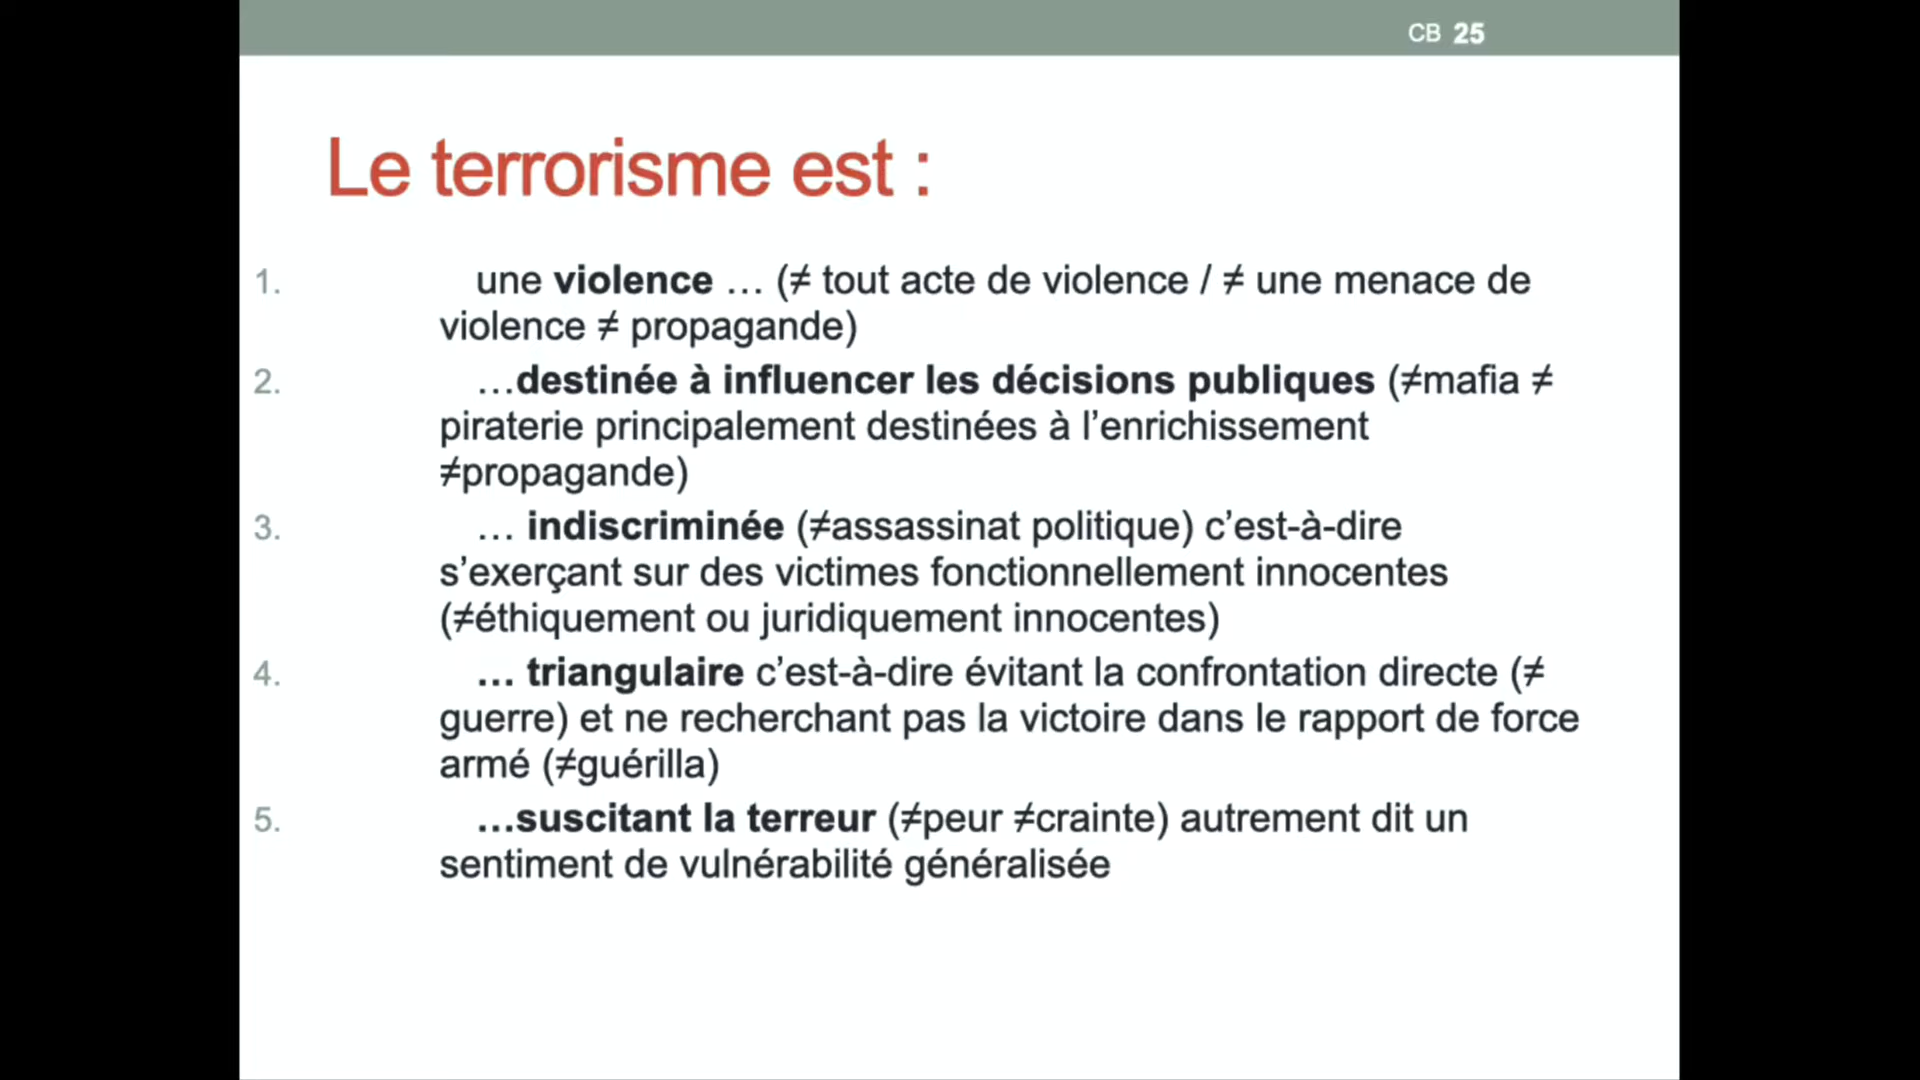 CB 25
Le terrorisme est :
1. une violence … (≠ tout acte de violence / ≠ une menace de
violence ≠ propagande)
2. …destinée à influencer les décisions publiques (≠mafia ≠
piraterie principalement destinées à l’enrichissement
≠propagande)
3. … indiscriminée (≠assassinat politique) c’est-à-dire
s’exerçant sur des victimes fonctionnellement innocentes
(≠éthiquement ou juridiquement innocentes)
4. … triangulaire c’est-à-dire évitant la confrontation directe (≠
guerre) et ne recherchant pas la victoire dans le rapport de force
armé (≠guérilla)
5. …suscitant la terreur (≠peur ≠crainte) autrement dit un
sentiment de vulnérabilité généralisée